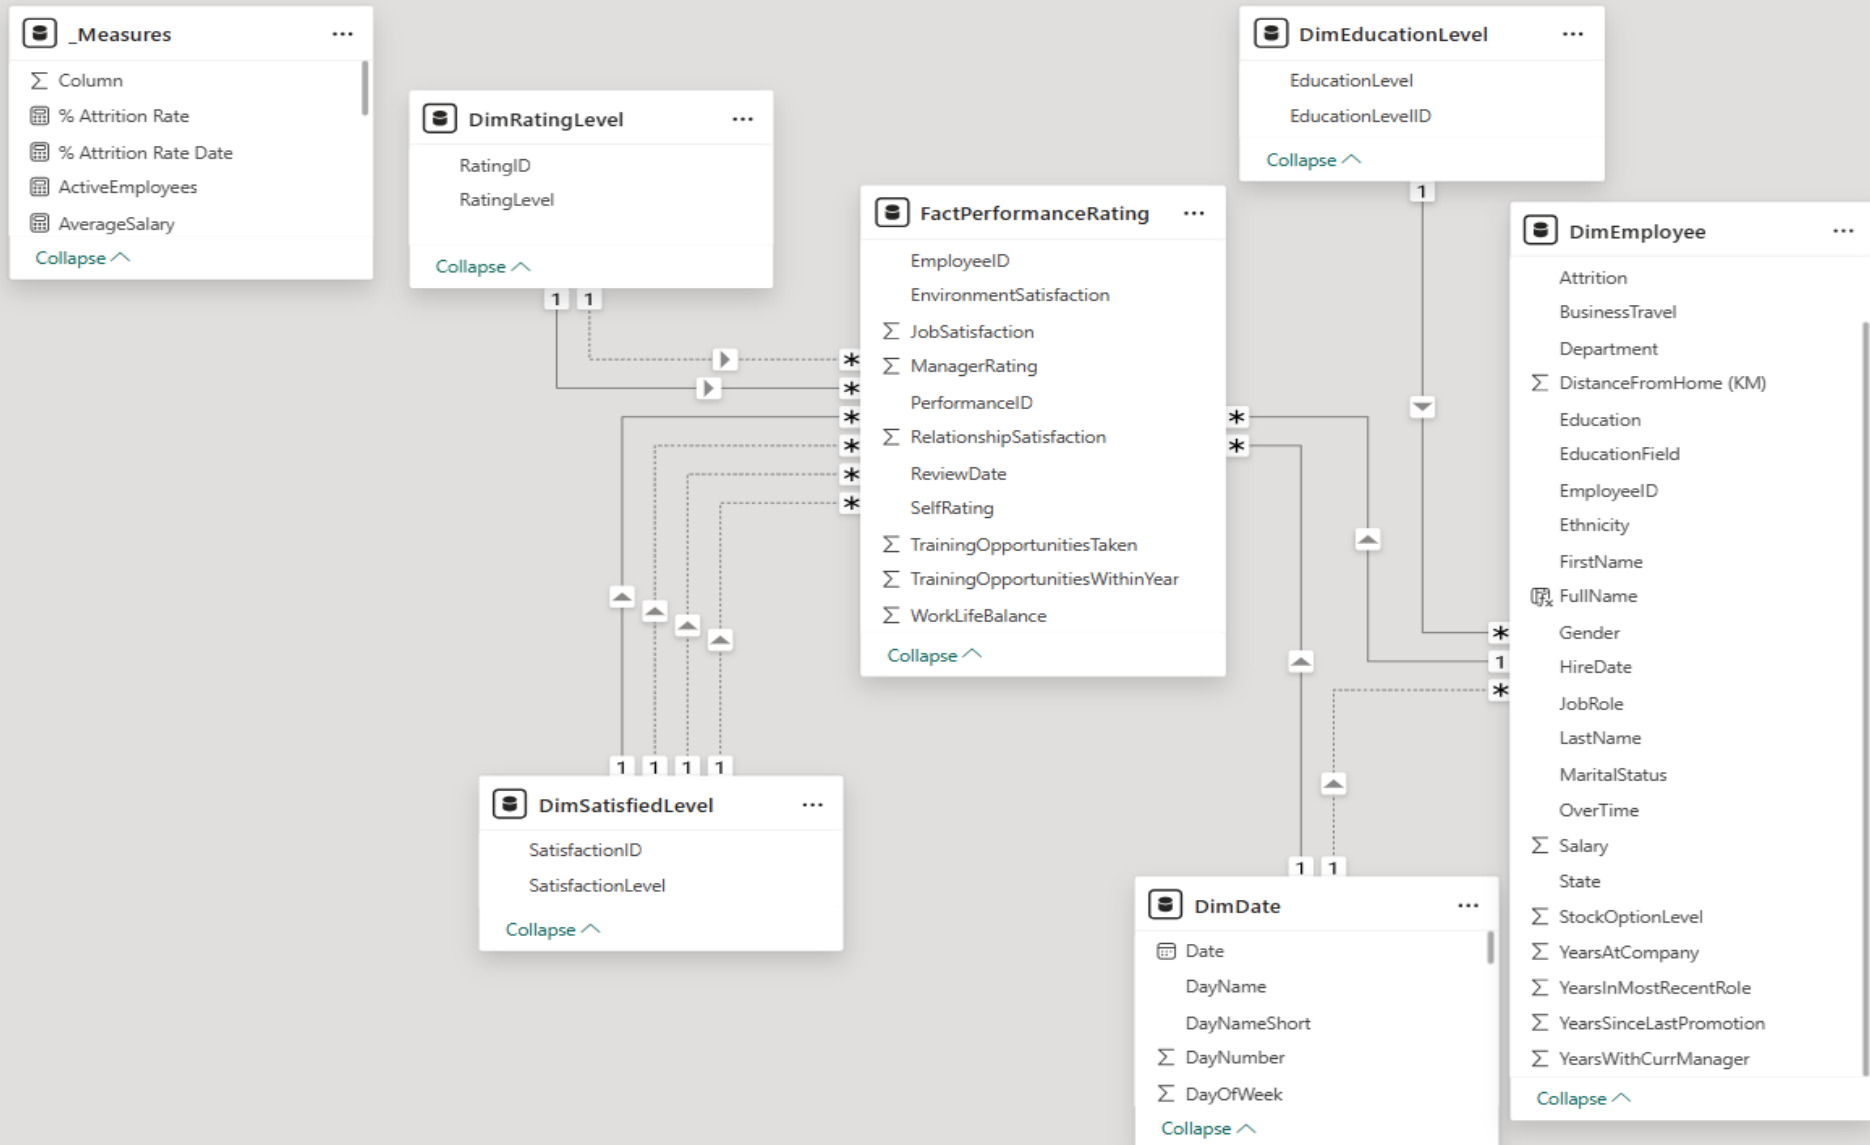 _Measures
...
Column
% Attrition Rate
% Attrition Rate Date
ActiveEmployees
AverageSalary
Collapse
DimRatingLevel
...
RatingID
RatingLevel
Collapse
1 1
DimEducationLevel
...
EducationLevel
EducationLevelID
Collapse
1
FactPerformanceRating
...
EmployeeID
EnvironmentSatisfaction
JobSatisfaction
ManagerRating
PerformanceID
RelationshipSatisfaction
ReviewDate
SelfRating
TrainingOpportunitiesTaken
TrainingOpportunitiesWithinYear
WorkLifeBalance
Collapse
*
*
*
*
*
*
*
*
DimEmployee
...
Attrition
BusinessTravel
Department
DistanceFromHome (KM)
Education
EducationField
EmployeeID
Ethnicity
FirstName
FullName
Gender
HireDate
JobRole
LastName
MaritalStatus
OverTime
Salary
State
StockOptionLevel
YearsAtCompany
YearsInMostRecentRole
YearsSinceLastPromotion
YearsWithCurrManager
Collapse
*
1
*
1 1 1 1
DimSatisfiedLevel
...
SatisfactionID
SatisfactionLevel
Collapse
1 1
DimDate
...
Date
DayName
DayNameShort
DayNumber
DayOfWeek
Collapse